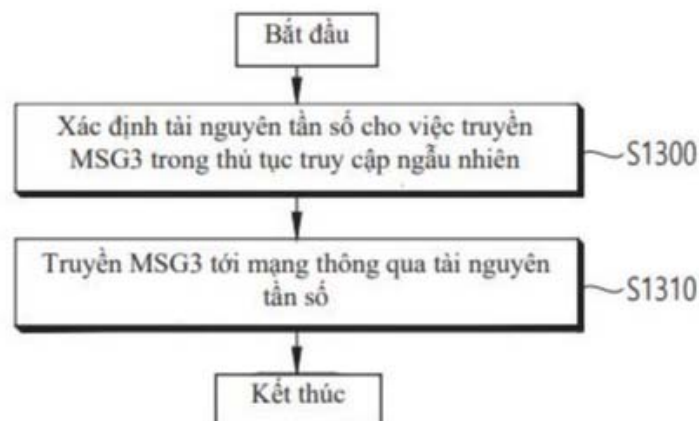 Bắt đầu
Xác định tài nguyên tần số cho việc truyền
MSG3 trong thủ tục truy cập ngẫu nhiên
S1300
Truyền MSG3 tới mạng thông qua tài nguyên
tần số
S1310
Kết thúc